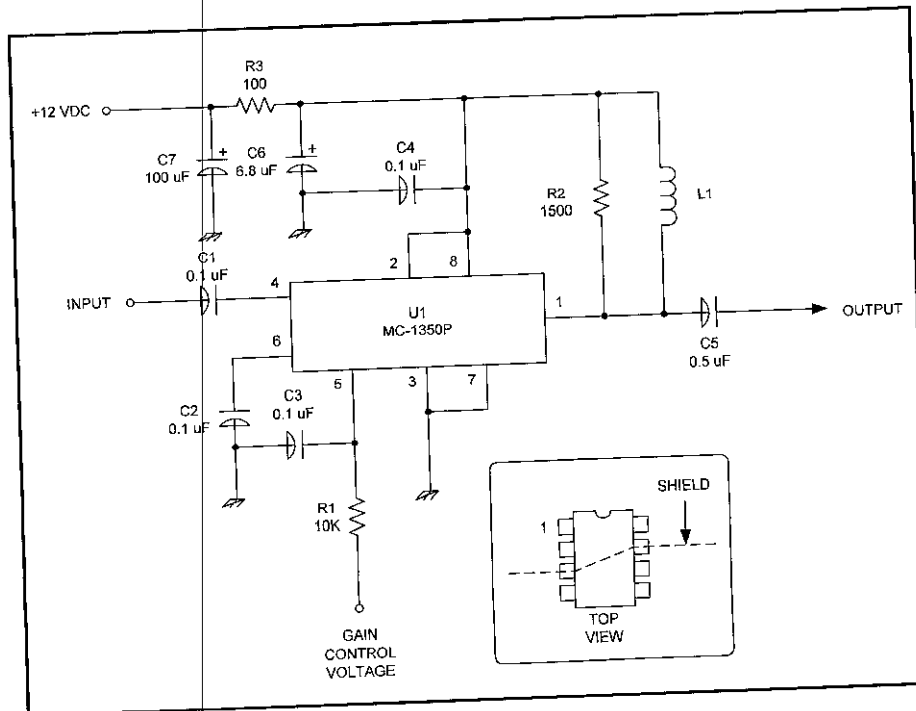 R3
100
+12 VDC
C7
100 uF
+
C6
6.8 uF
+
C4
0.1 uF
R2
1500
L1
C1
0.1 uF
INPUT
4
2
8
U1
MC-1350P
1
OUTPUT
C5
0.5 uF
6
5
3
7
C2
0.1 uF
C3
0.1 uF
R1
10K
GAIN
CONTROL
VOLTAGE
SHIELD
1
TOP
VIEW